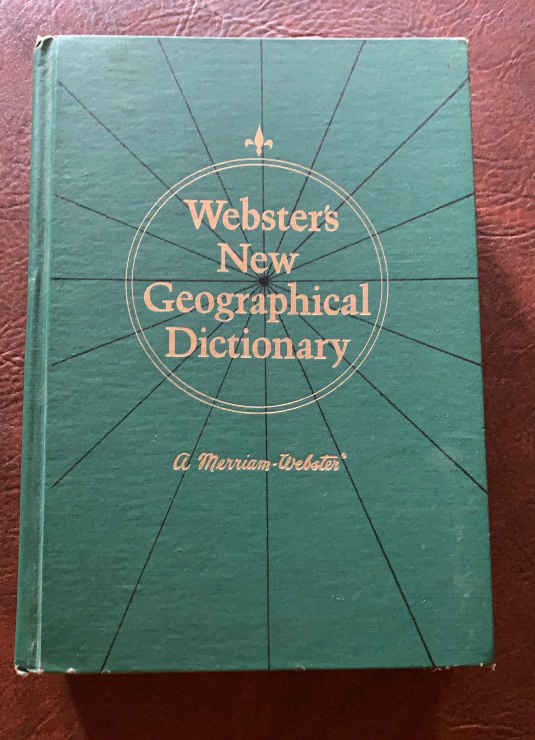 Webster's
New
Geographical
Dictionary
A Merriam-Webster®